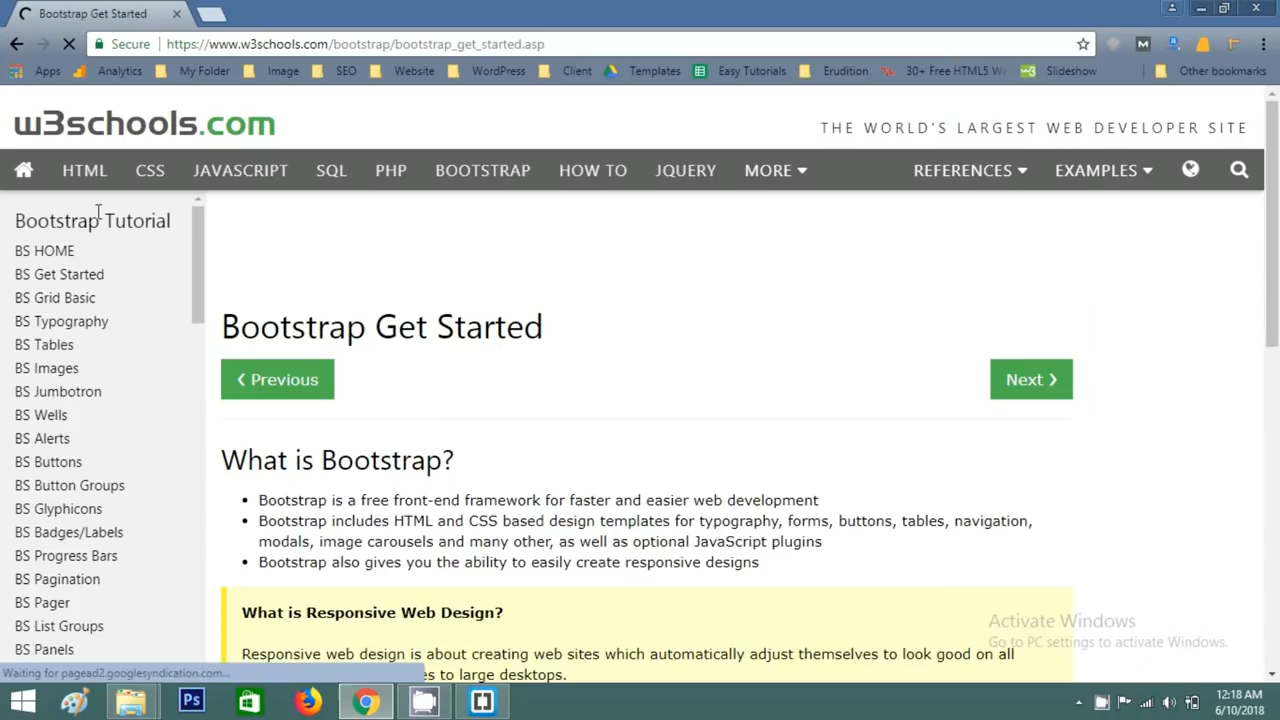 Bootstrap Get Started
Secure https://www.w3schools.com/bootstrap/bootstrap_get_started.asp
M
Apps Analytics My Folder Image SEO Website WordPress Client Templates Easy Tutorials Erudition 30+ Free HTML5 Slideshow Other bookmarks
w3schools.com
THE WORLD'S LARGEST WEB DEVELOPER SITE
HTML CSS JAVASCRIPT SQL PHP BOOTSTRAP HOW TO JQUERY MORE REFERENCES EXAMPLES
Bootstrap Tutorial
BS HOME
BS Get Started
BS Grid Basic
BS Typography
BS Tables
BS Images
BS Jumbotron
BS Wells
BS Alerts
BS Buttons
BS Button Groups
BS Glyphicons
BS Badges/Labels
BS Progress Bars
BS Pagination
BS Pager
BS List Groups
BS Panels
Bootstrap Get Started
❮ Previous
Next ❯
What is Bootstrap?
• Bootstrap is a free front-end framework for faster and easier web development
• Bootstrap includes HTML and CSS based design templates for typography, forms, buttons, tables, navigation,
modals, image carousels and many other, as well as optional JavaScript plugins
• Bootstrap also gives you the ability to easily create responsive designs
What is Responsive Web Design?
Responsive web design is about creating web sites which automatically adjust themselves to look good on all
es to large desktops.
Activate Windows
Go to PC settings to activate Windows.
Waiting for pagead2.googlesyndication.com...
Ps
12:18 AM
6/10/2018